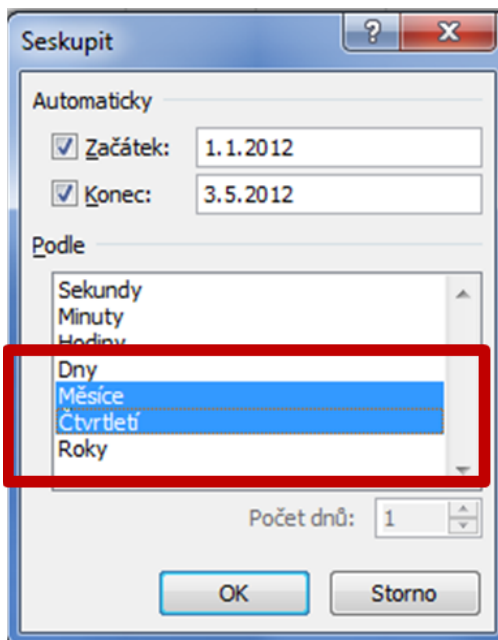 Seskupit
Automaticky
Začátek: 1.1.2012
Konec: 3.5.2012
Podle
Sekundy
Minuty
Hodiny
Dny
Měsíce
Čtvrtletí
Roky
Počet dnů: 1
OK Storno